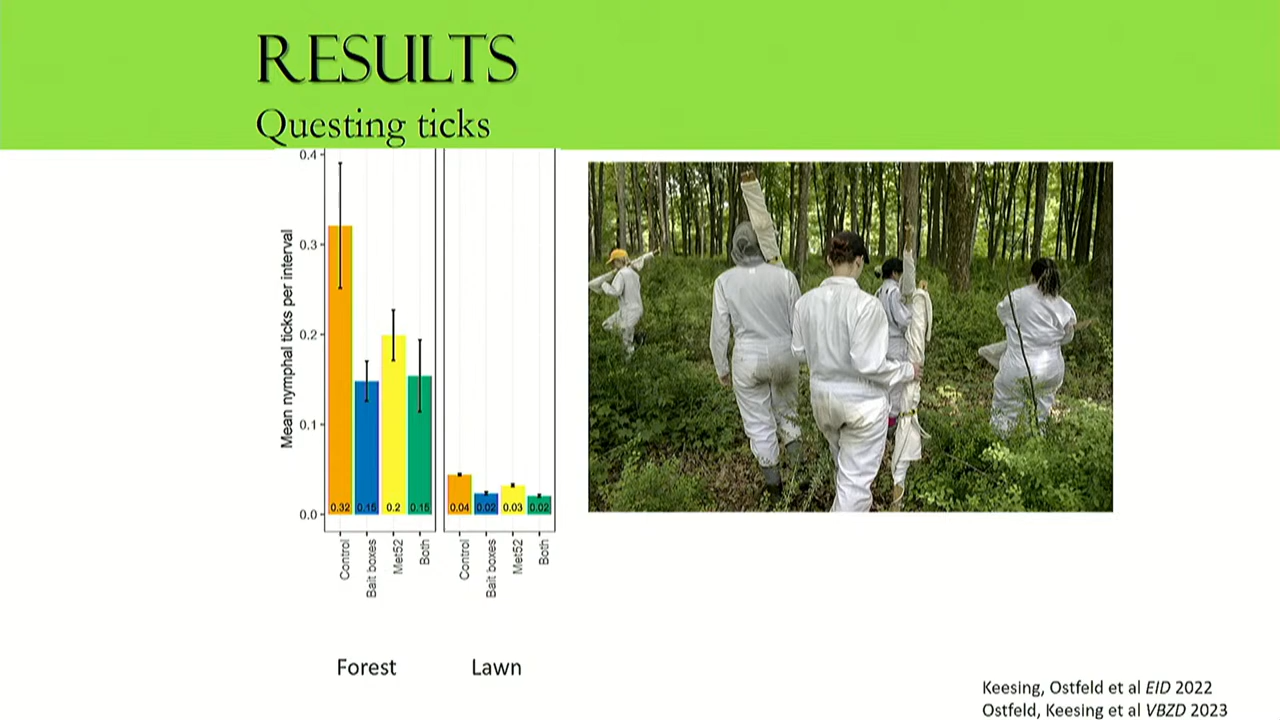 RESULTS
Questing ticks
Mean nymphal ticks per interval
0.4
0.3
0.2
0.1
0.0
0.32 0.15 0.2 0.15
0.04 0.02 0.03 0.02
Control Bait boxes Met52 Both
Control Bait boxes Met52 Both
Forest Lawn
Keesing, Ostfeld et al EID 2022
Ostfeld, Keesing et al VBZD 2023